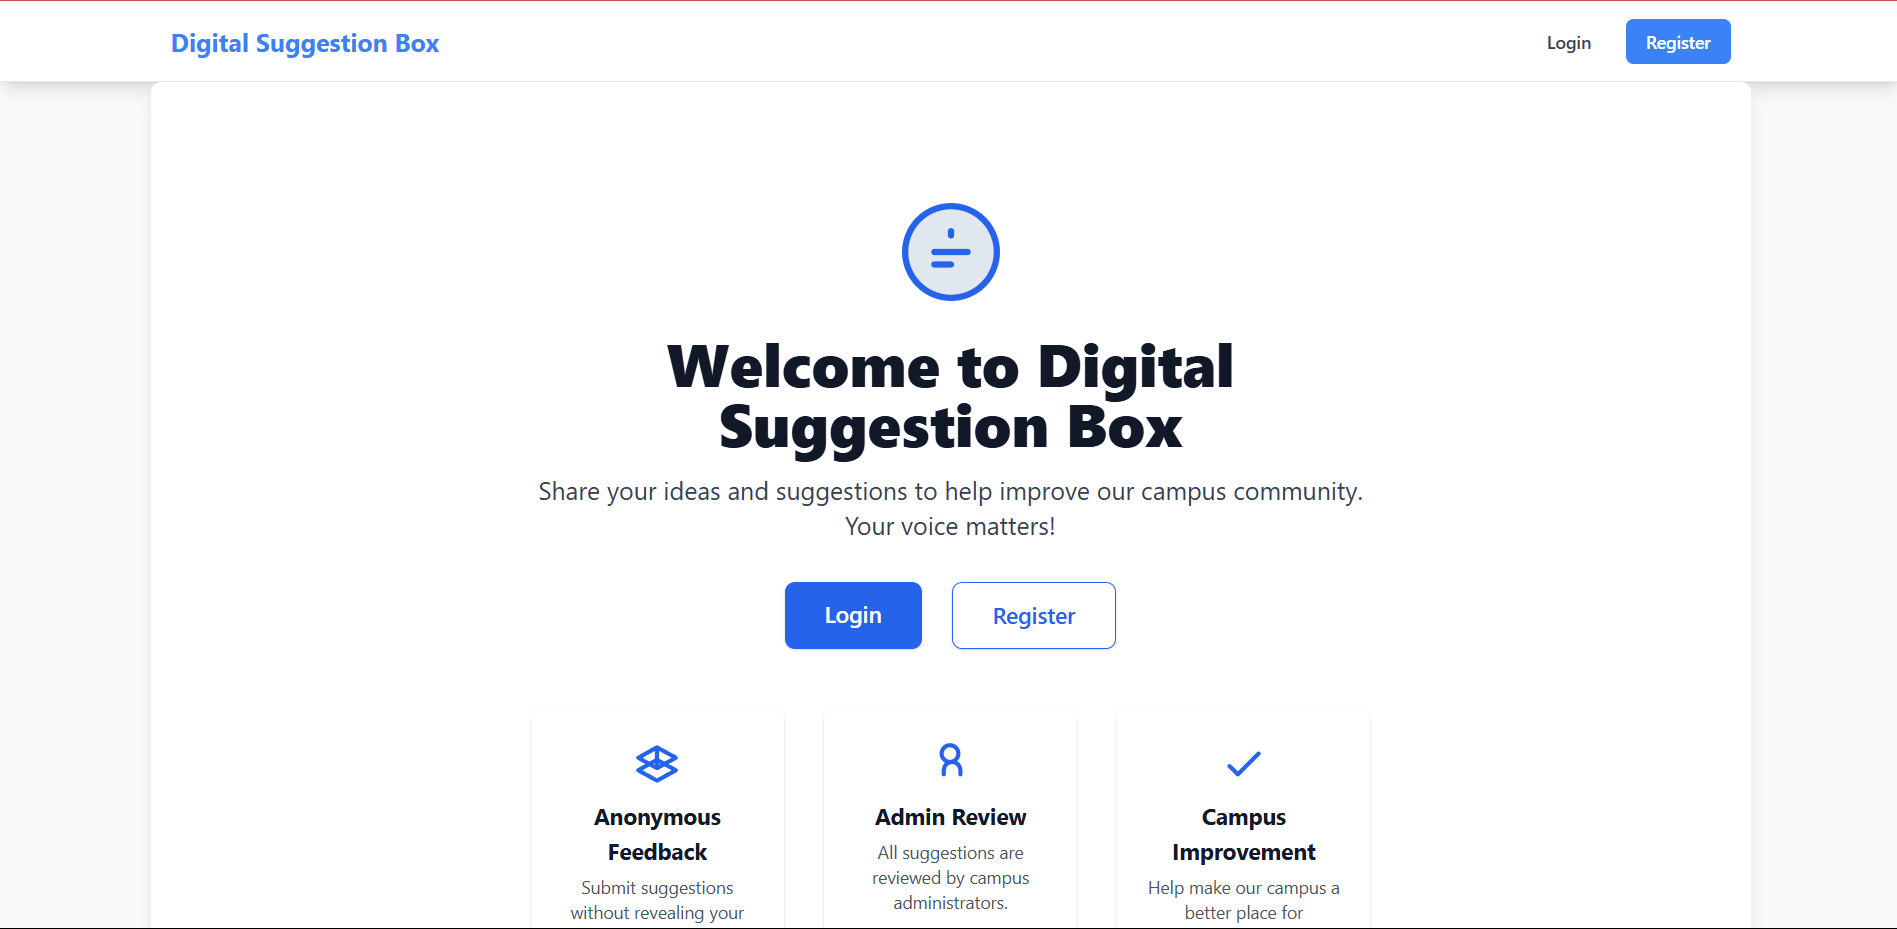 Digital Suggestion Box
Login
Register
Welcome to Digital
Suggestion Box
Share your ideas and suggestions to help improve our campus community.
Your voice matters!
Login
Register
Anonymous
Feedback
Submit suggestions
without revealing your
Admin Review
All suggestions are
reviewed by campus
administrators.
Campus
Improvement
Help make our campus a
better place for